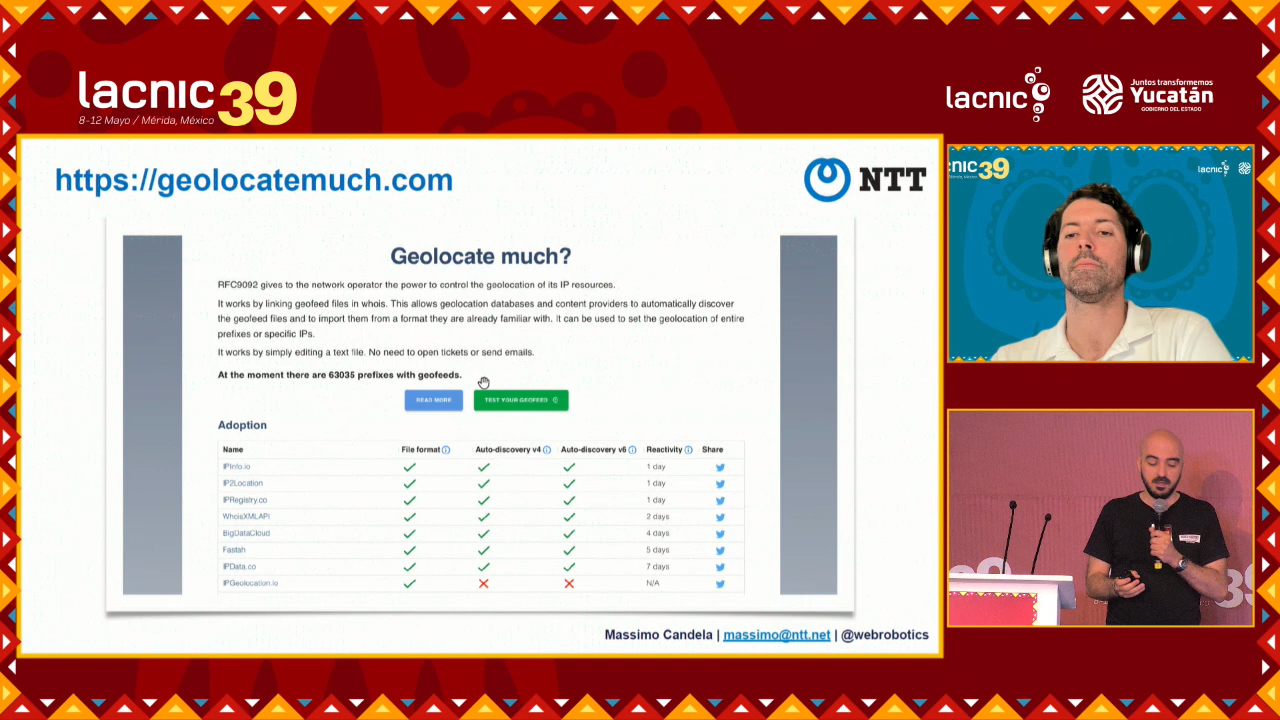 lacnic 39
8-12 Mayo / Mérida, México
lacnic
Juntos transformemos
Yucatán
GOBIERNO DEL ESTADO
https://geolocatemuch.com
NTT
Geolocate much?
RFC9092 gives to the network operator the power to control the geolocation of its IP resources.
It works by linking geofeed files in whois. This allows geolocation databases and content providers to automatically discover
the geofeed files and to import them from a format they are already familiar with. It can be used to set the geolocation of entire
prefixes or specific IPs.
It works by simply editing a text file. No need to open tickets or send emails.
At the moment there are 63035 prefixes with geofeeds.
READ MORE TEST YOUR GEOFEED
Adoption
Name File format Auto-discovery v4 Auto-discovery v6 Reactivity Share
IPInfo.io 1 day
IP2Location 1 day
IPRegistry.co 1 day
WhoisXMLAPI 2 days
BigDataCloud 4 days
Fastah 5 days
IPData.co 7 days
IPGeolocation.io N/A
Massimo Candela | massimo@ntt.net | @webrobotics
cnic 39
lacnic
39